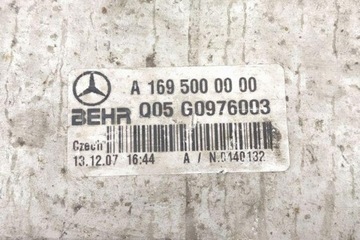 A 169 500 00 00
BEHR Q05 G0976003
Czech
13.12.07 16:44 A / N.0140132